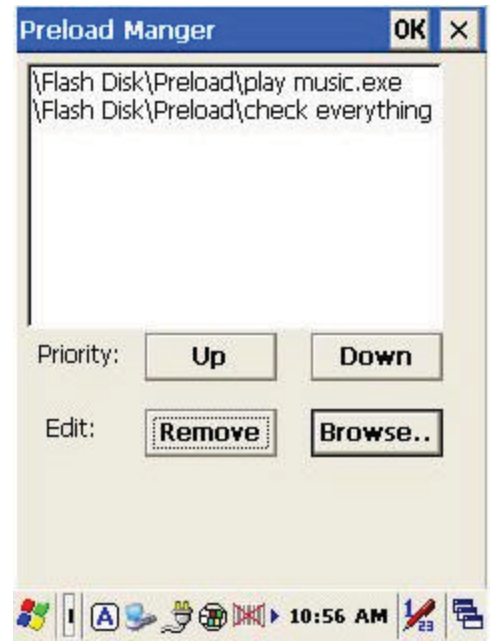 Preload Manger OK ×
\Flash Disk\Preload\play music.exe
\Flash Disk\Preload\check everything
Priority: Up Down
Edit: Remove Browse..
A 10:56 AM 23